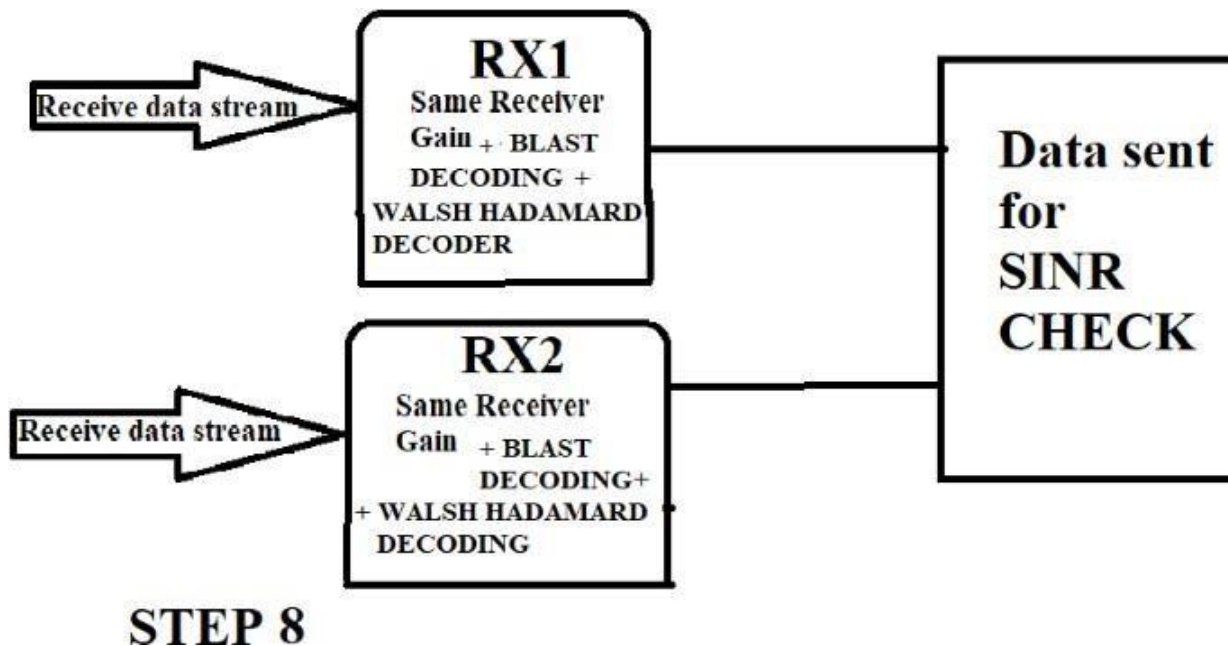 Receive data stream
RX1
Same Receiver
Gain + BLAST
DECODING +
WALSH HADAMARD
DECODER
Receive data stream
RX2
Same Receiver
Gain + BLAST
DECODING+
+ WALSH HADAMARD
DECODING
Data sent
for
SINR
CHECK
STEP 8